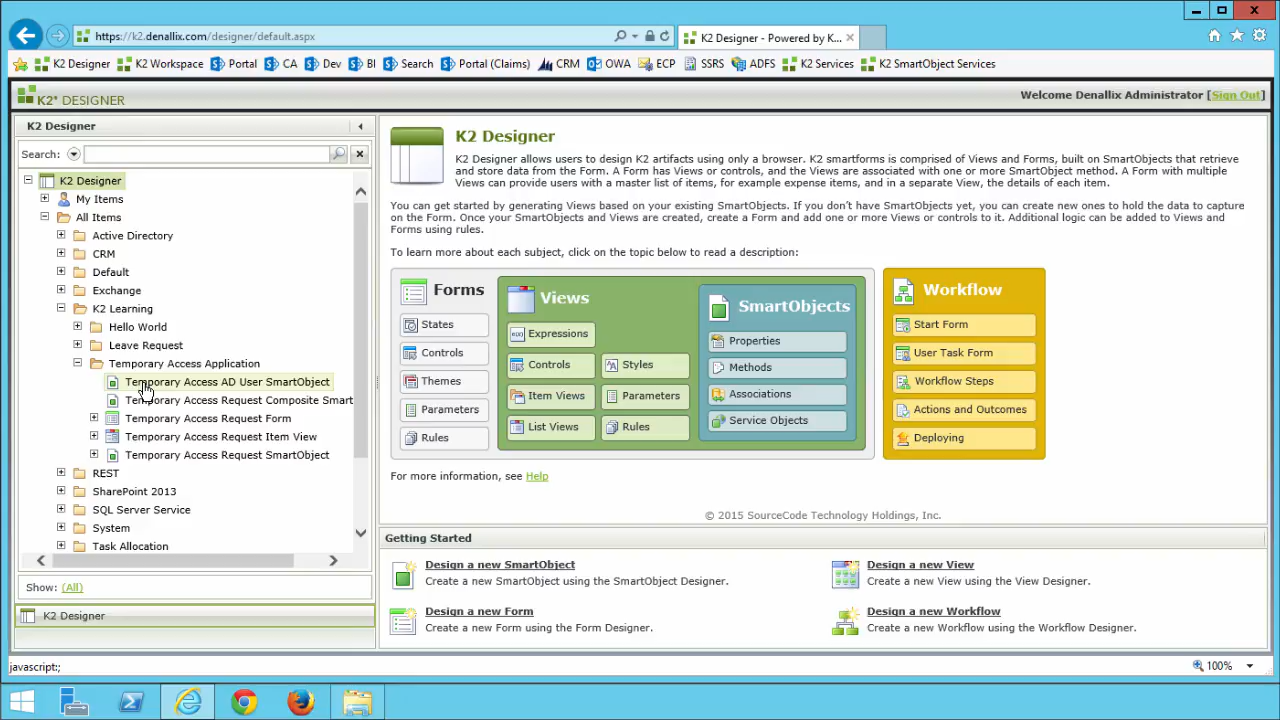 https://k2.denallix.com/designer/default.aspx
K2 Designer - Powered by K...
K2 Designer
K2 Workspace
Portal
CA
Dev
BI
Search
Portal (Claims)
CRM
OWA
ECP
SSRS
ADFS
K2 Services
K2 SmartObject Services
K2* DESIGNER
Welcome Denallix Administrator [Sign Out]
K2 Designer
Search:
K2 Designer
My Items
All Items
Active Directory
CRM
Default
Exchange
K2 Learning
Hello World
Leave Request
Temporary Access Application
Temporary Access AD User SmartObject
Temporary Access Request Composite Smart
Temporary Access Request Form
Temporary Access Request Item View
Temporary Access Request SmartObject
REST
SharePoint 2013
SQL Server Service
System
Task Allocation
Show: (All)
K2 Designer
K2 Designer
K2 Designer allows users to design K2 artifacts using only a browser. K2 smartforms is comprised of Views and Forms, built on SmartObjects that retrieve
and store data from the Form. A Form has Views or controls, and the Views are associated with one or more SmartObject method. A Form with multiple
Views can provide users with a master list of items, for example expense items, and in a separate View, the details of each item.
You can get started by generating Views based on your existing SmartObjects. If you don't have SmartObjects yet, you can create new ones to hold the data to capture
on the Form. Once your SmartObjects and Views are created, create a Form and add one or more Views or controls to it. Additional logic can be added to Views and
Forms using rules.
To learn more about each subject, click on the topic below to read a description:
Forms
States
Controls
Themes
Parameters
Rules
Views
Expressions
Controls
Styles
Item Views
Parameters
List Views
Rules
SmartObjects
Properties
Methods
Associations
Service Objects
Workflow
Start Form
User Task Form
Workflow Steps
Actions and Outcomes
Deploying
For more information, see Help
© 2015 SourceCode Technology Holdings, Inc.
Getting Started
Design a new SmartObject
Create a new SmartObject using the SmartObject Designer.
Design a new View
Create a new View using the View Designer.
Design a new Form
Create a new Form using the Form Designer.
Design a new Workflow
Create a new Workflow using the Workflow Designer.
javascript:;
100%